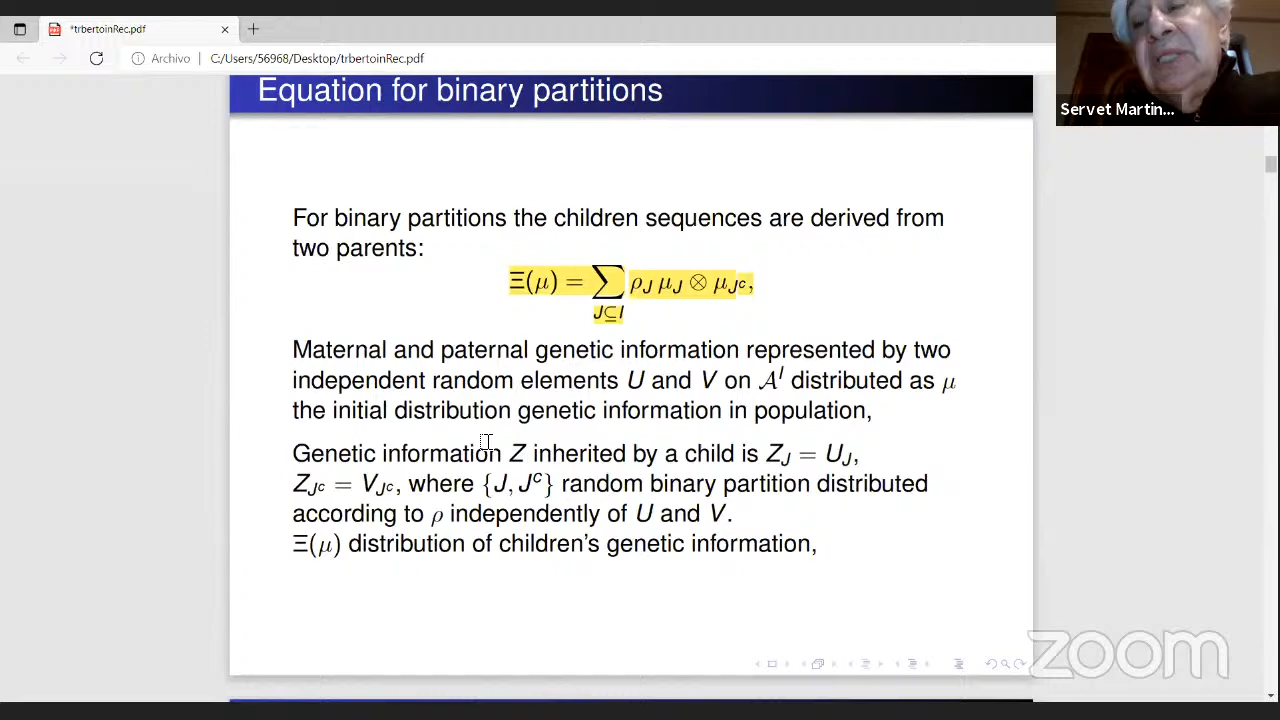 *trbertoinRec.pdf
Archivo | C:/Users/56968/Desktop/trbertoinRec.pdf
Servet Martin...
Equation for binary partitions
For binary partitions the children sequences are derived from
two parents:
Ξ(μ) = ∑_{J⊆I} ρ_J μ_J ⊗ μ_{J^c},
Maternal and paternal genetic information represented by two
independent random elements U and V on 𝒜^I distributed as μ
the initial distribution genetic information in population,
Genetic information Z inherited by a child is Z_J = U_J,
Z_{J^c} = V_{J^c}, where {J, J^c} random binary partition distributed
according to ρ independently of U and V.
Ξ(μ) distribution of children's genetic information,
zoom